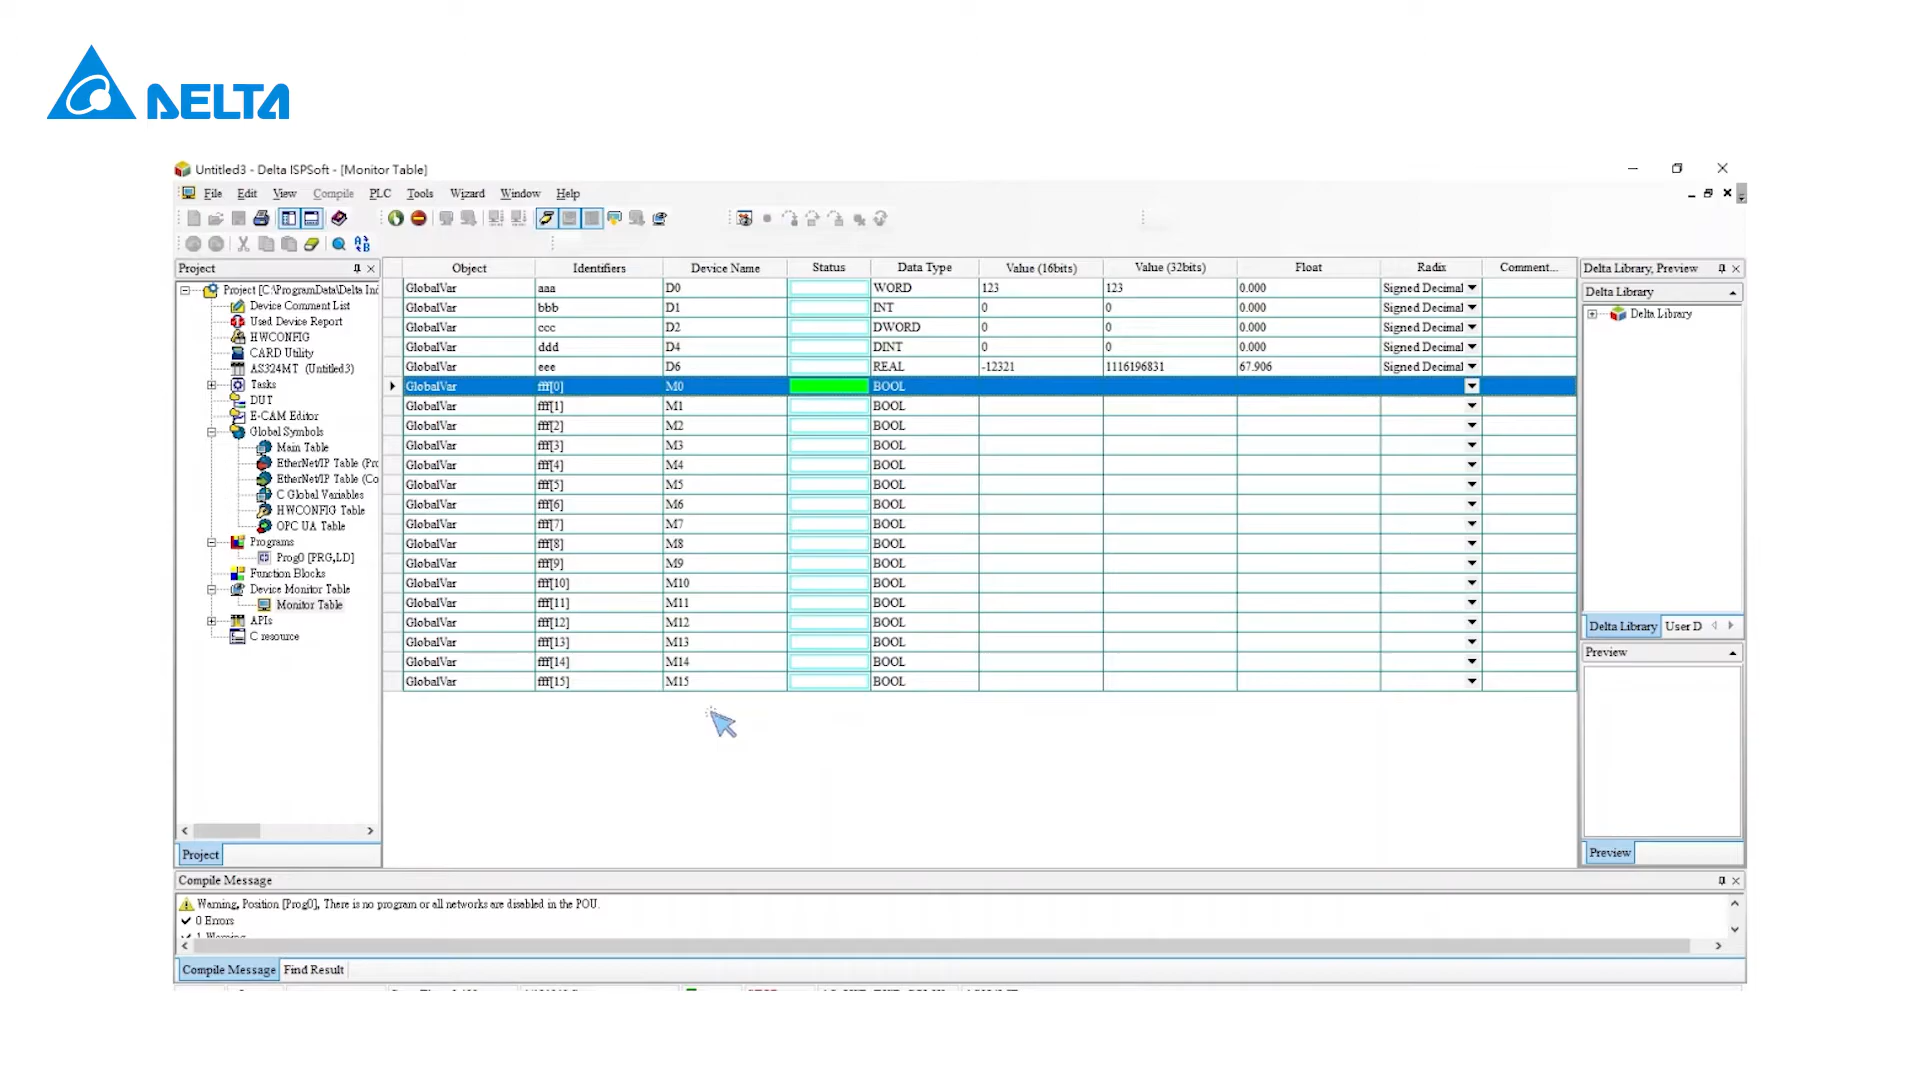 DELTA
Untitled3 - Delta ISPSoft - [Monitor Table]
File Edit View Compile PLC Tools Wizard Window Help
Project
Project [C:\ProgramData\Delta Ind
Device Comment List
Used Device Report
HWCONFIG
CARD Utility
AS324MT (Untitled3)
Tasks
DUT
E-CAM Editor
Global Symbols
Main Table
EtherNet/IP Table (Pro
EtherNet/IP Table (Co
C Global Variables
HWCONFIG Table
OPC UA Table
Programs
Prog0 [PRG,LD]
Function Blocks
Device Monitor Table
Monitor Table
APIs
C resource
Project
Object Identifiers Device Name Status Data Type Value (16bits) Value (32bits) Float Radix Comment...
GlobalVar aaa D0 WORD 123 123 0.000 Signed Decimal
GlobalVar bbb D1 INT 0 0 0.000 Signed Decimal
GlobalVar ccc D2 DWORD 0 0 0.000 Signed Decimal
GlobalVar ddd D4 DINT 0 0 0.000 Signed Decimal
GlobalVar eee D6 REAL -12321 1116196831 67.906 Signed Decimal
GlobalVar fff[0] M0 BOOL
GlobalVar fff[1] M1 BOOL
GlobalVar fff[2] M2 BOOL
GlobalVar fff[3] M3 BOOL
GlobalVar fff[4] M4 BOOL
GlobalVar fff[5] M5 BOOL
GlobalVar fff[6] M6 BOOL
GlobalVar fff[7] M7 BOOL
GlobalVar fff[8] M8 BOOL
GlobalVar fff[9] M9 BOOL
GlobalVar fff[10] M10 BOOL
GlobalVar fff[11] M11 BOOL
GlobalVar fff[12] M12 BOOL
GlobalVar fff[13] M13 BOOL
GlobalVar fff[14] M14 BOOL
GlobalVar fff[15] M15 BOOL
Delta Library, Preview
Delta Library
Delta Library
Delta Library User D
Preview
Preview
Compile Message
Warning, Position [Prog0], There is no program or all networks are disabled in the POU.
0 Errors
1 Warning
Compile Message Find Result